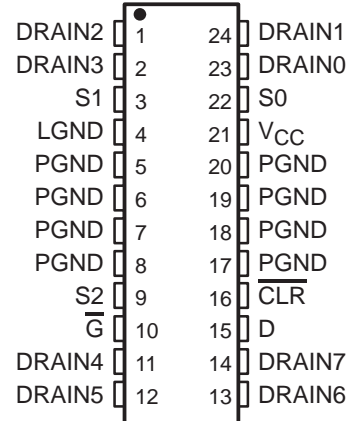 DRAIN2 1 24 DRAIN1
DRAIN3 2 23 DRAIN0
S1 3 22 S0
LGND 4 21 VCC
PGND 5 20 PGND
PGND 6 19 PGND
PGND 7 18 PGND
PGND 8 17 PGND
S2 9 16 C̅L̅R̅
G̅ 10 15 D
DRAIN4 11 14 DRAIN7
DRAIN5 12 13 DRAIN6